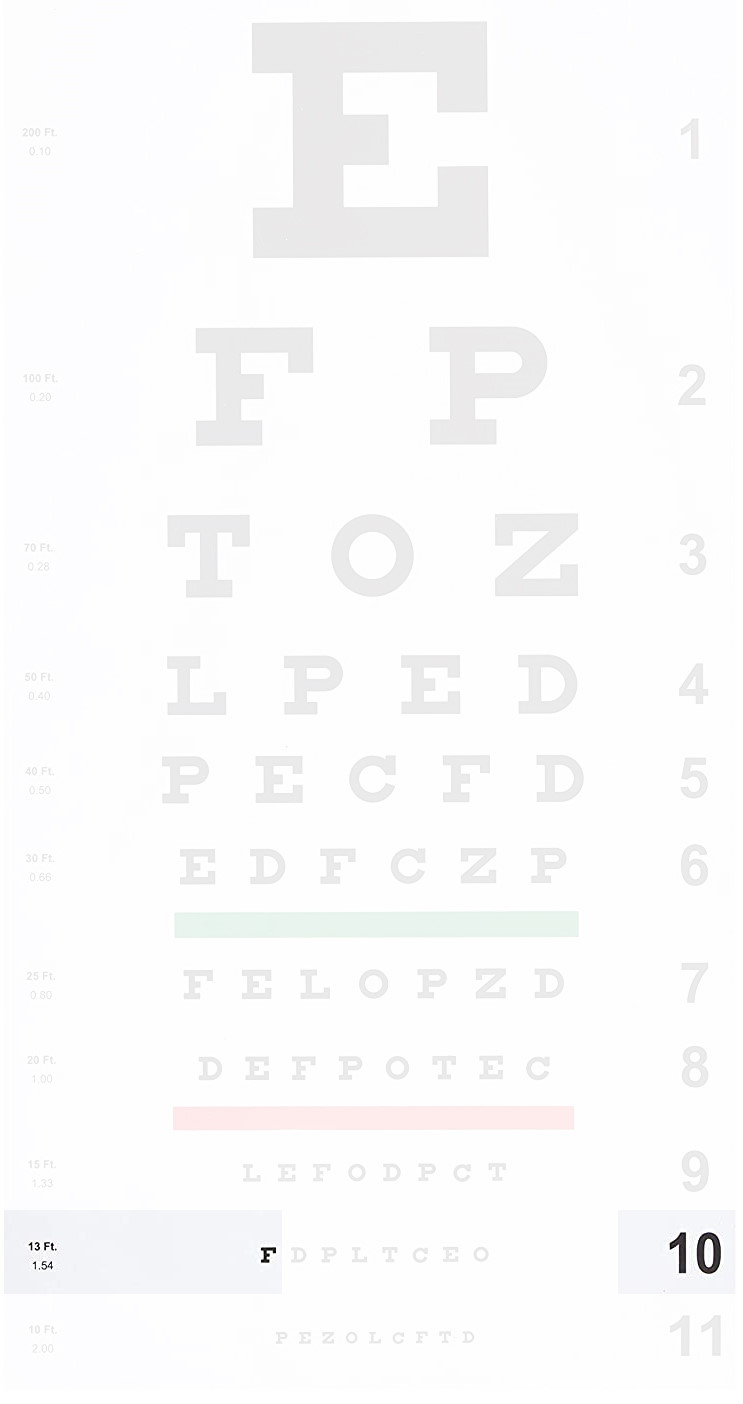 200 Ft.
0.10
E
1
100 Ft.
0.20
F P
2
70 Ft.
0.28
T O Z
3
50 Ft.
0.40
L P E D
4
40 Ft.
0.50
P E C F D
5
30 Ft.
0.66
E D F C Z P
6
25 Ft.
0.80
F E L O P Z D
7
20 Ft.
1.00
D E F P O T E C
8
15 Ft.
1.33
L E F O D P C T
9
13 Ft.
1.54
F D P L T C E O
10
10 Ft.
2.00
P E Z O L C F T D
11